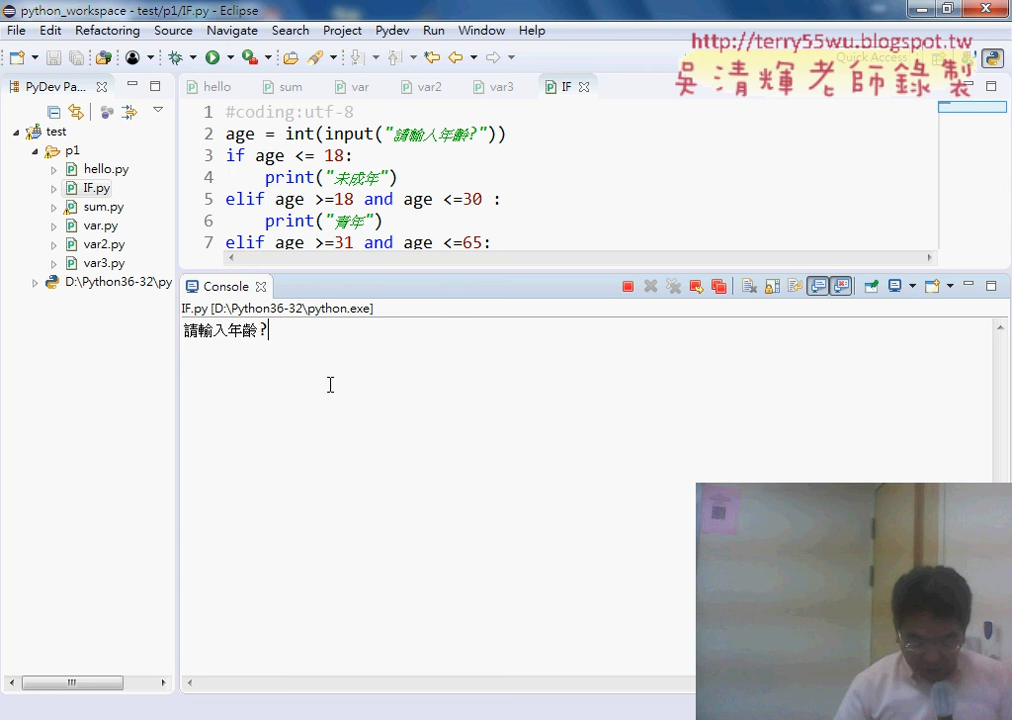 python_workspace - test/p1/IF.py - Eclipse
File Edit Refactoring Source Navigate Search Project Pydev Run Window Help
http://terry55wu.blogspot.tw
Quick Access
吳清輝老師錄製
PyDev Pa...
hello sum var var2 var3 IF
test
p1
hello.py
IF.py
sum.py
var.py
var2.py
var3.py
D:\Python36-32\py
1 #coding:utf-8
2 age = int(input("請輸入年齡?"))
3 if age <= 18:
4 print("未成年")
5 elif age >=18 and age <=30 :
6 print("青年")
7 elif age >=31 and age <=65:
Console
IF.py [D:\Python36-32\python.exe]
請輸入年齡?